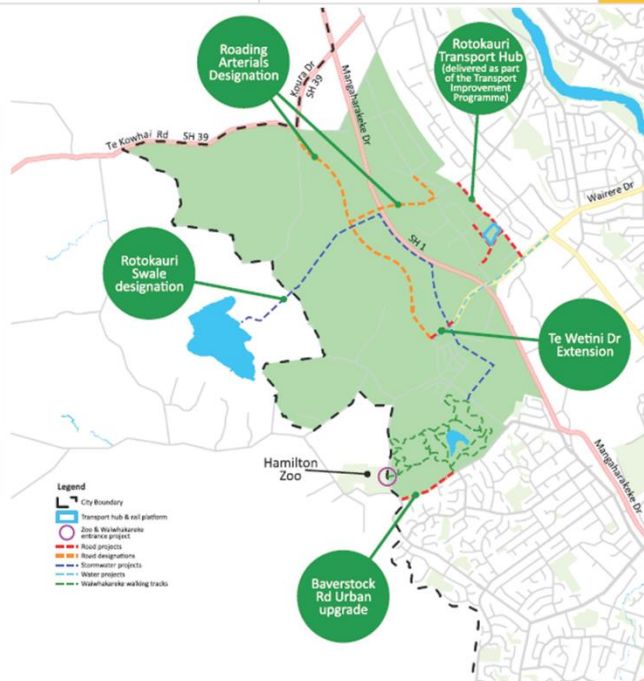 Roading
Arterials
Designation
Koura Dr
SH 39
Mangaharakeke Dr
Rotokauri
Transport Hub
(delivered as part
of the Transport
Improvement
Programme)
Te Kowhai Rd SH 39
Wairere Dr
SH 1
Rotokauri
Swale
designation
Te Wetini Dr
Extension
Hamilton
Zoo
Mangaharakeke Dr
Baverstock
Rd Urban
upgrade
Legend
City Boundary
Transport hub & rail platform
Zoo & Waiwhakareke
entrance project
Road projects
Road designations
Stormwater projects
Water projects
Waiwhakareke walking tracks